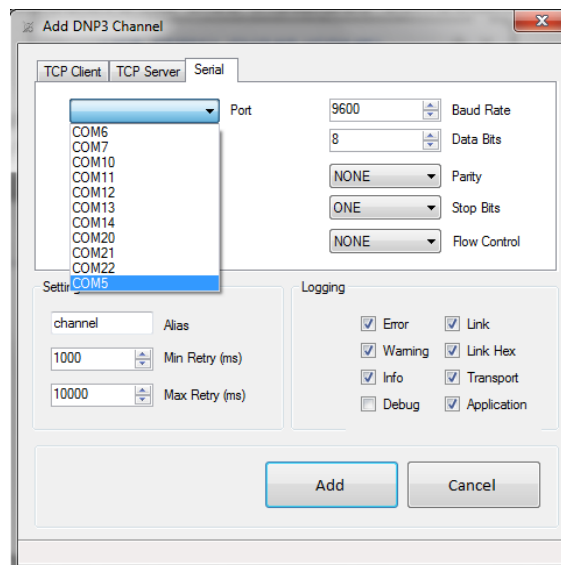 Add DNP3 Channel
TCP Client TCP Server Serial
Port
COM6
COM7
COM10
COM11
COM12
COM13
COM14
COM20
COM21
COM22
COM5
9600 Baud Rate
8 Data Bits
NONE Parity
ONE Stop Bits
NONE Flow Control
channel Alias
1000 Min Retry (ms)
10000 Max Retry (ms)
Logging
Error Link
Warning Link Hex
Info Transport
Debug Application
Add Cancel